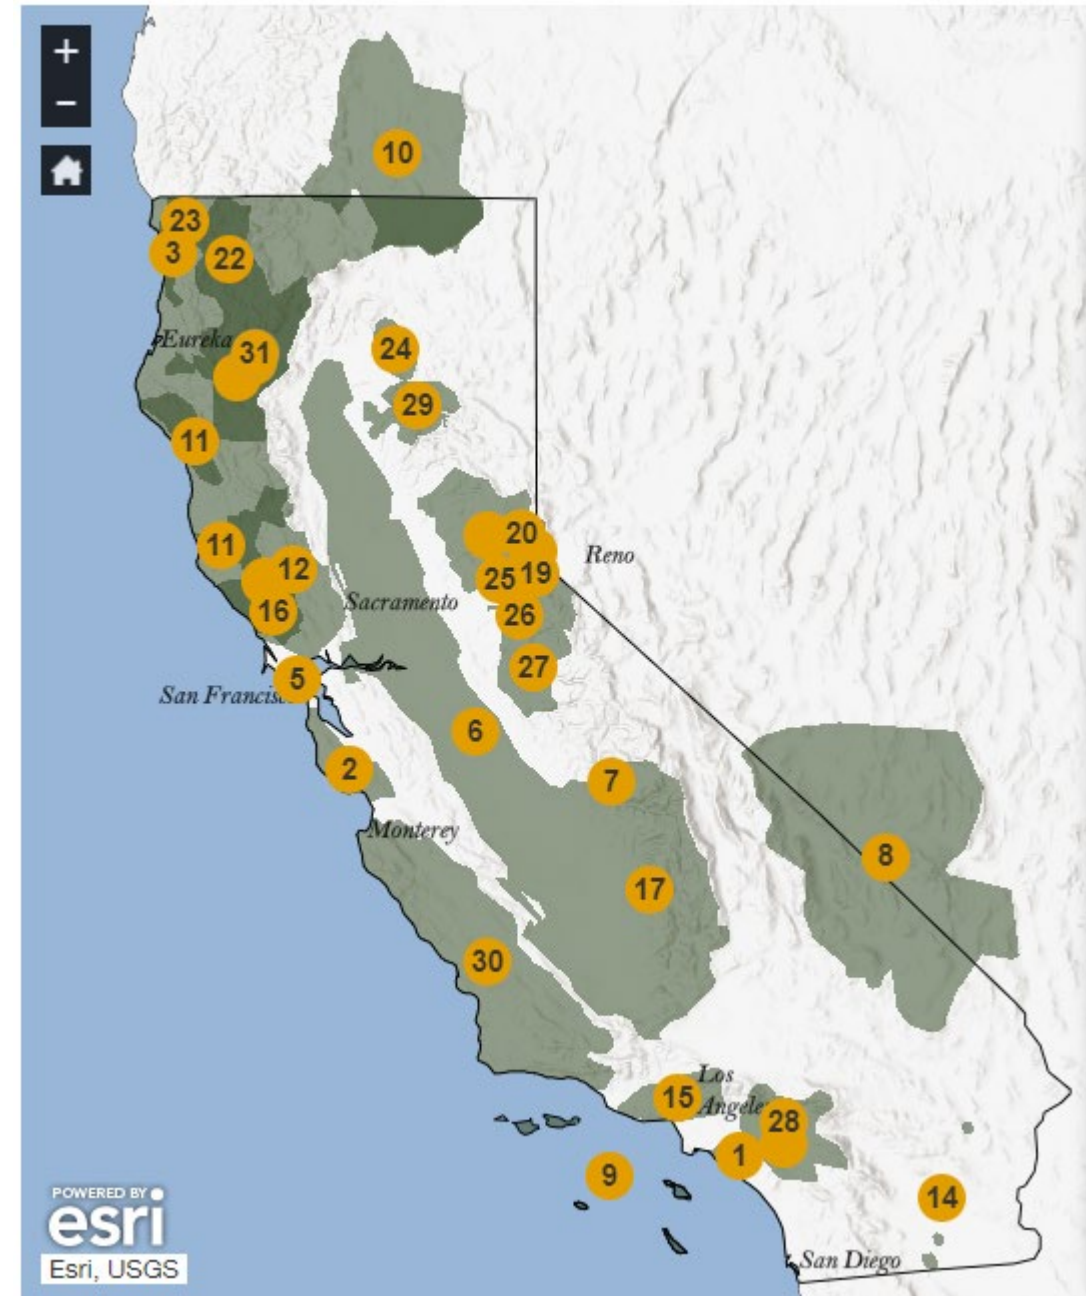 +
−
10
23
3
22
Eureka
31
24
29
11
11
20
Reno
12
25
19
16
Sacramento
26
27
5
San Francisc
6
2
7
Monterey
8
17
30
Los
15
Angele
28
1
9
14
San Diego
POWERED BY
esri
Esri, USGS